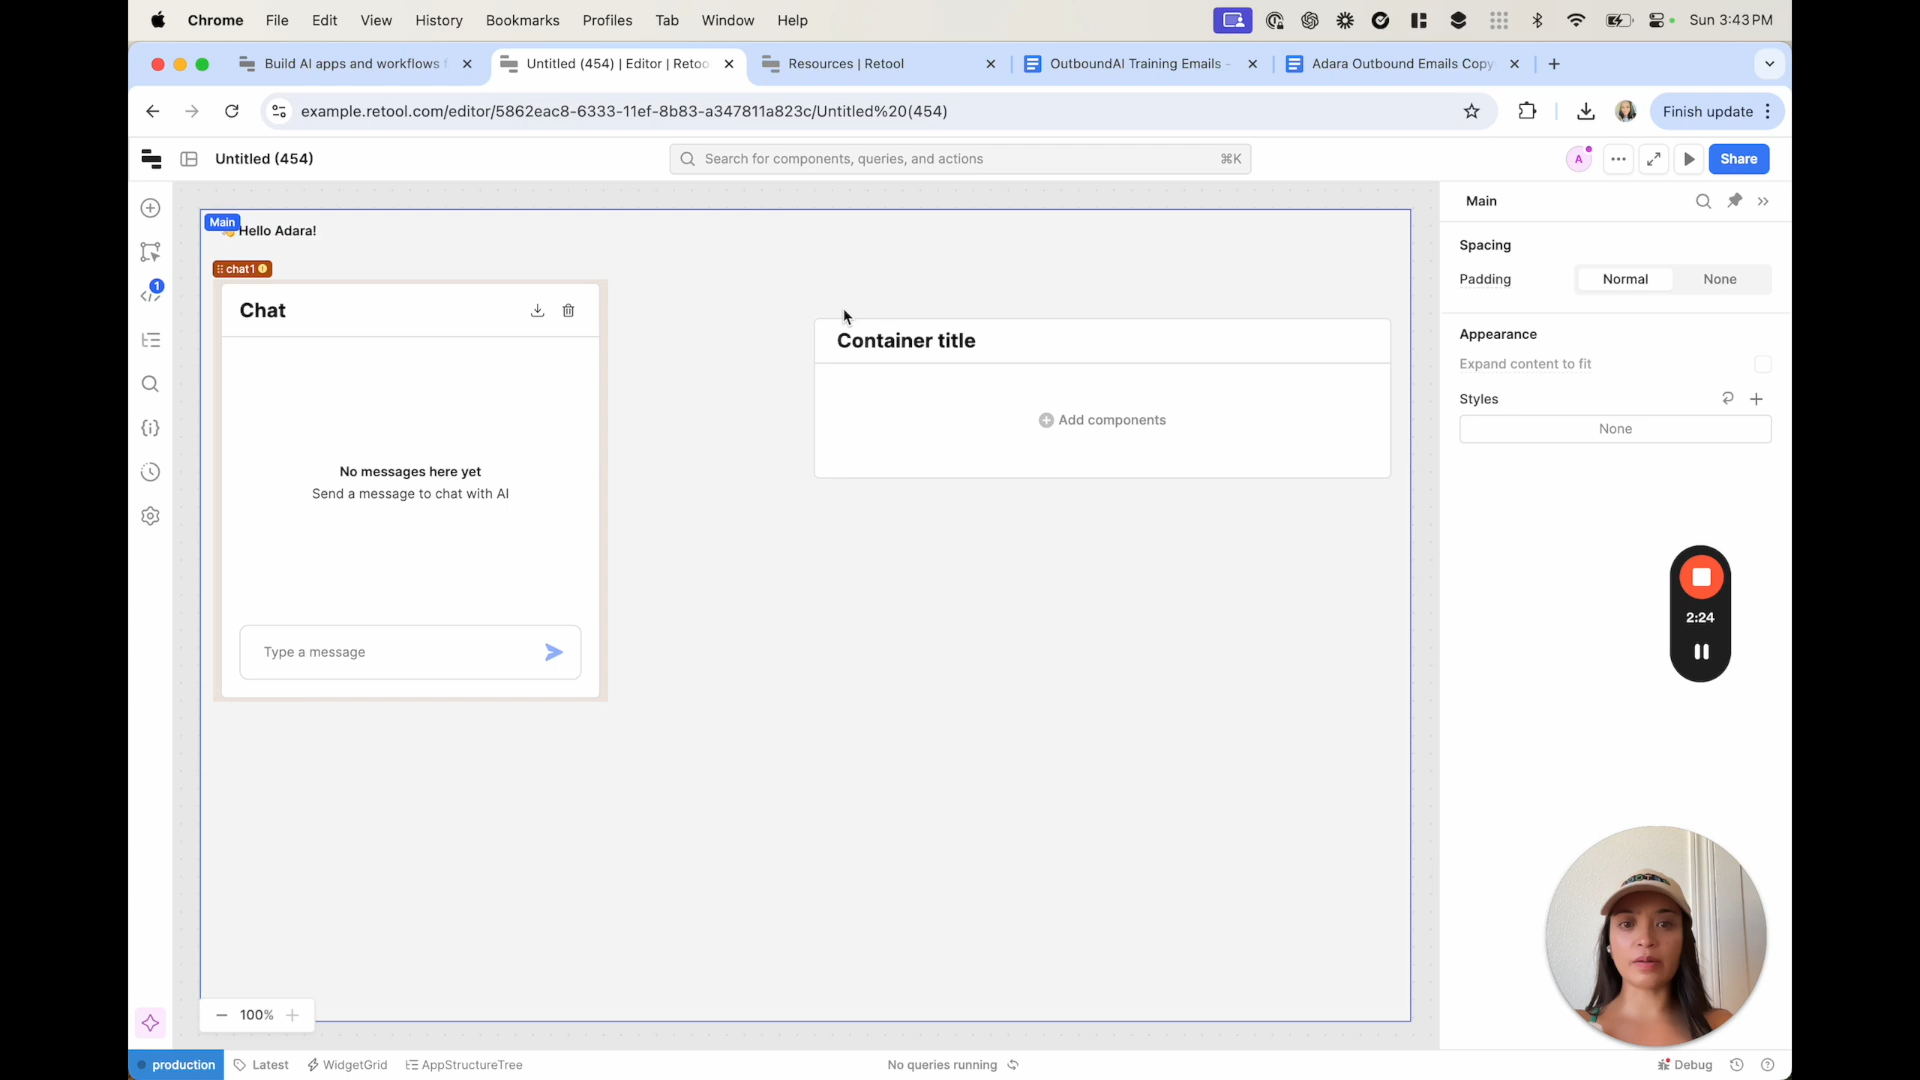 Chrome File Edit View History Bookmarks Profiles Tab Window Help Sun 3:43 PM
Build AI apps and workflows f Untitled (454) | Editor | Retoo Resources | Retool OutboundAI Training Emails - Adara Outbound Emails Copy
example.retool.com/editor/5862eac8-6333-11ef-8b83-a347811a823c/Untitled%20(454) Finish update
Untitled (454) Search for components, queries, and actions ⌘K A Share
Main
Hello Adara!
chat1
Chat
No messages here yet
Send a message to chat with AI
Type a message
Container title
Add components
1
Main
Spacing
Padding Normal None
Appearance
Expand content to fit
Styles
None
2:24
100%
production Latest WidgetGrid AppStructureTree No queries running Debug